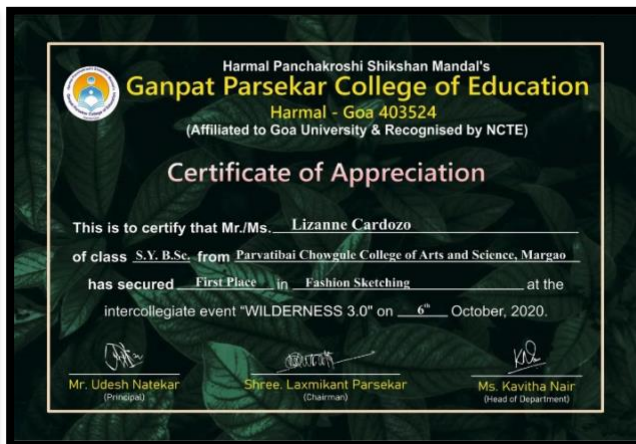 Harmal Panchakroshi Shikshan Mandal's
Ganpat Parsekar College of Education
Harmal - Goa 403524
(Affiliated to Goa University & Recognised by NCTE)
Certificate of Appreciation
This is to certify that Mr./Ms. Lizanne Cardozo
of class S.Y. B.Sc. from Parvatibai Chowgule College of Arts and Science, Margao
has secured First Place in Fashion Sketching at the
intercollegiate event "WILDERNESS 3.0" on 6th October, 2020.
Mr. Udesh Natekar Shree. Laxmikant Parsekar Ms. Kavitha Nair
(Principal) (Chairman) (Head of Department)